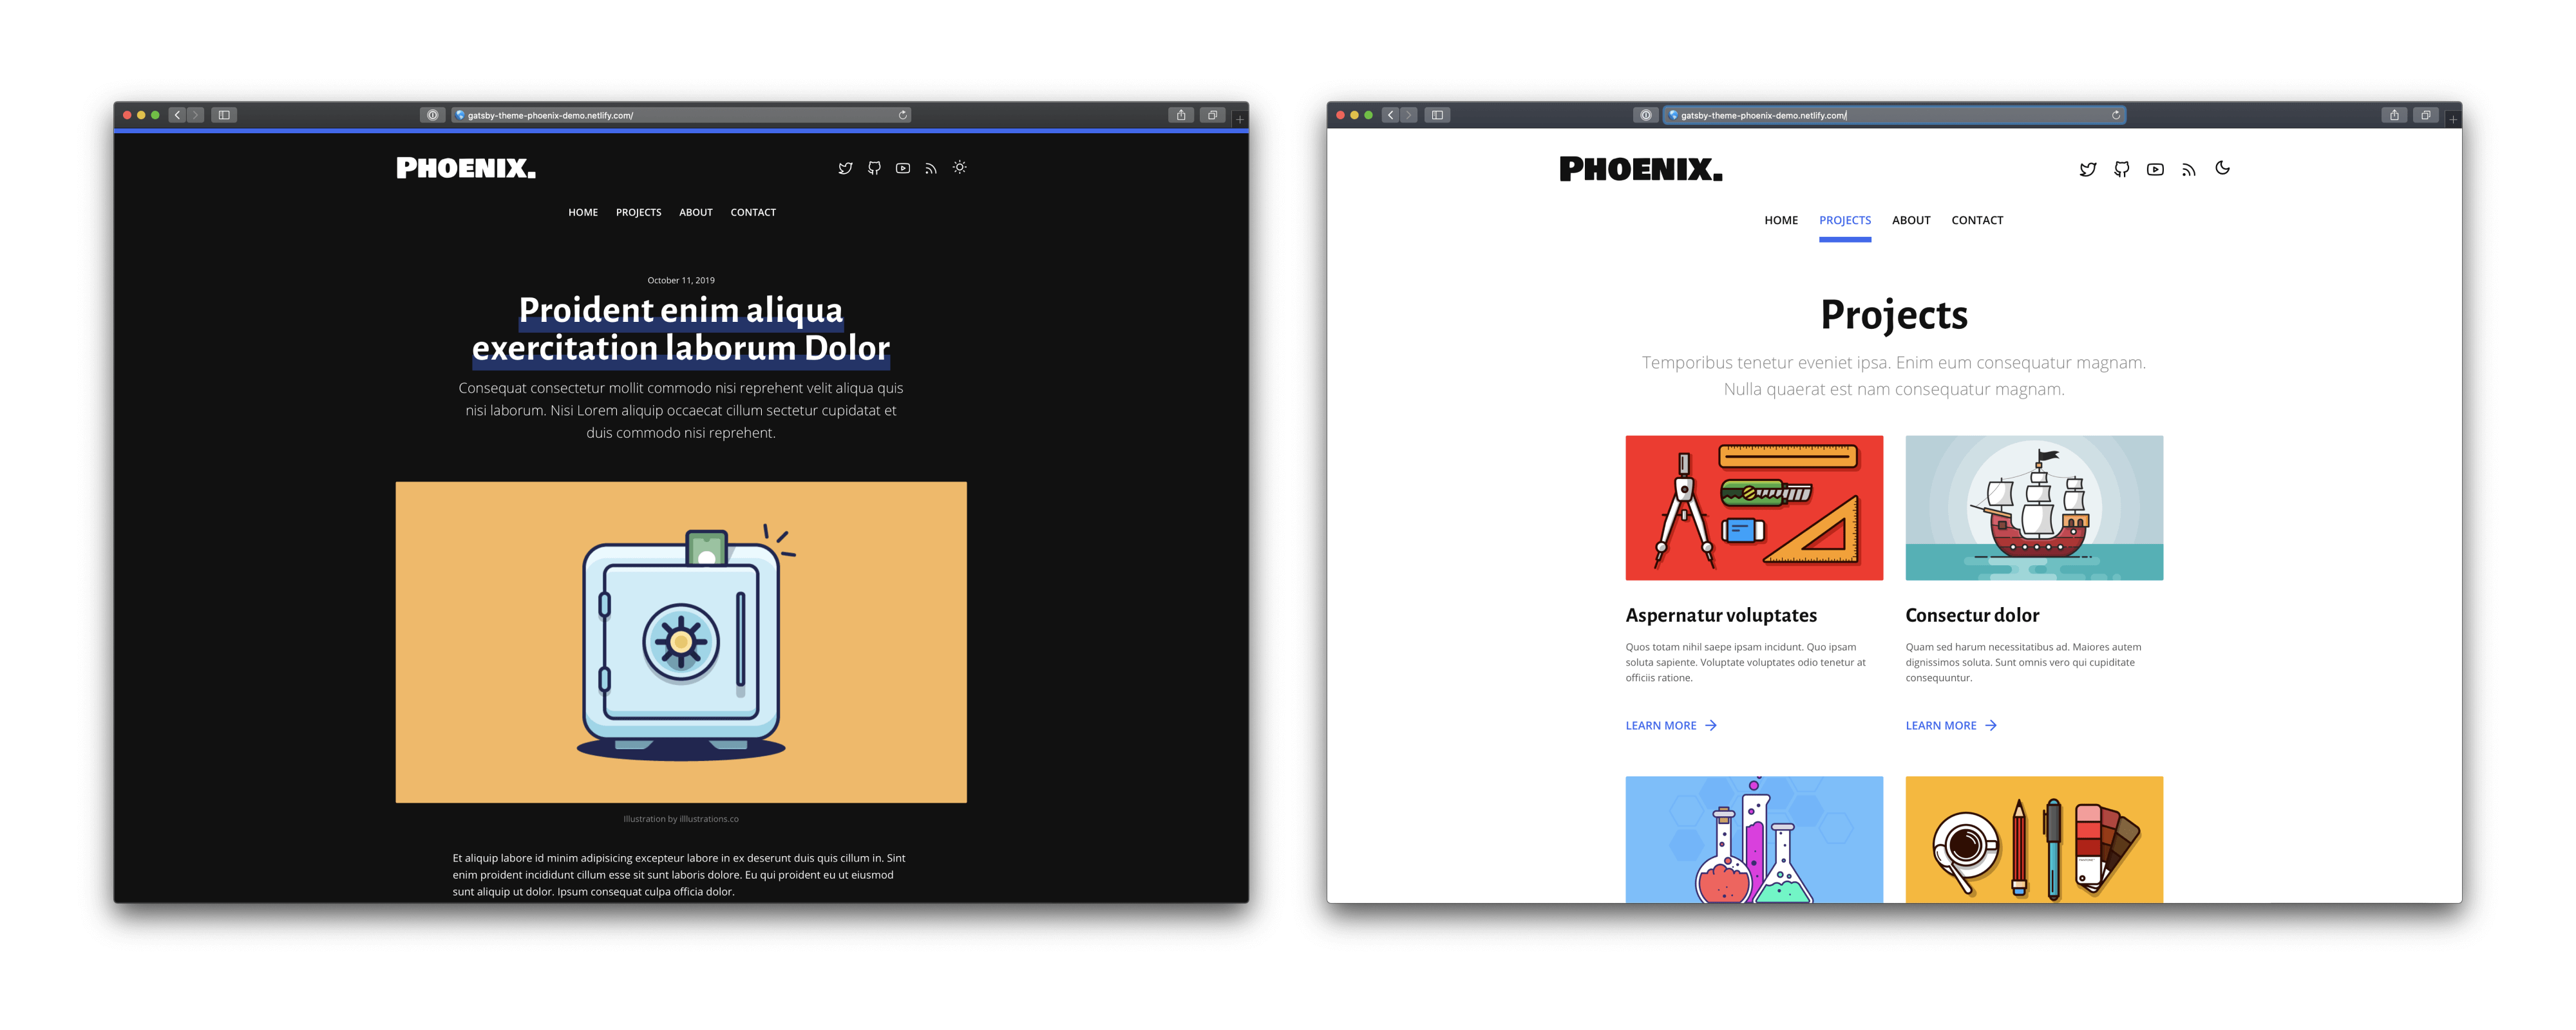 gatsby-theme-phoenix-demo.netlify.com/
PHOENIX.
HOME PROJECTS ABOUT CONTACT
October 11, 2019
Proident enim aliqua
exercitation laborum Dolor
Consequat consectetur mollit commodo nisi reprehent velit aliqua quis
nisi laborum. Nisi Lorem aliquip occaecat cillum sectetur cupidatat et
duis commodo nisi reprehent.
Illustration by illlustrations.co
Et aliquip labore id minim adipisicing excepteur labore in ex deserunt duis quis cillum in. Sint
enim proident incididunt cillum esse sit sunt laboris dolore. Eu qui proident eu ut eiusmod
sunt aliquip ut dolor. Ipsum consequat culpa officia dolor.
gatsby-theme-phoenix-demo.netlify.com/
PHOENIX.
HOME PROJECTS ABOUT CONTACT
Projects
Temporibus tenetur eveniet ipsa. Enim eum consequatur magnam.
Nulla quaerat est nam consequatur magnam.
Aspernatur voluptates
Quos totam nihil saepe ipsam incidunt. Quo ipsam
soluta sapiente. Voluptate voluptates odio tenetur at
officiis ratione.
LEARN MORE
Consectur dolor
Quam sed harum necessitatibus ad. Maiores autem
dignissimos soluta. Sunt omnis vero qui cupiditate
consequuntur.
LEARN MORE